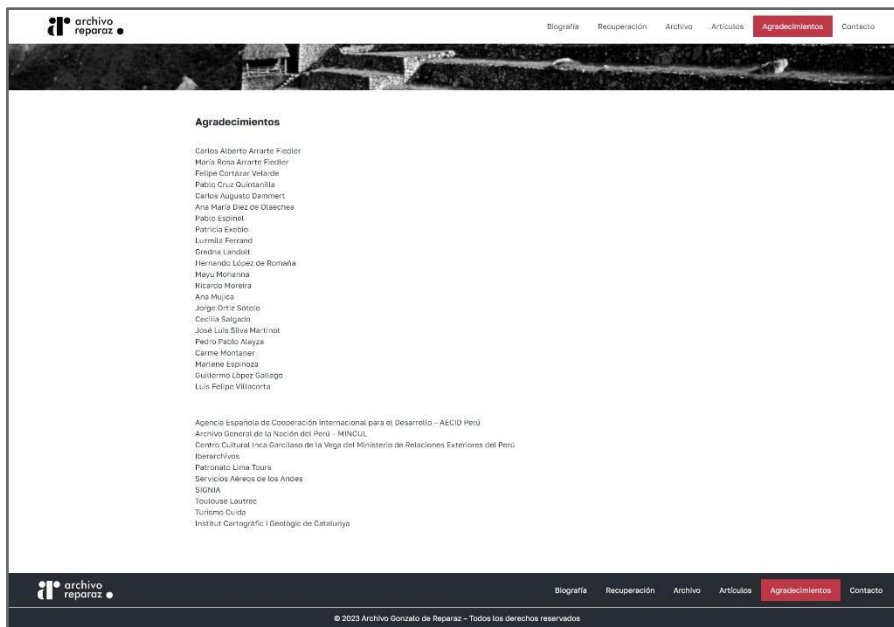 archivo
reparaz
Biografía Recuperación Archivo Artículos Agradecimientos Contacto
Agradecimientos
Carlos Alberto Arrarte Fiedler
María Rosa Arrarte Fiedler
Felipe Cortázar Velarde
Pablo Cruz Quintanilla
Carlos Augusto Dammert
Ana María Diez de Olaechea
Pablo Espinel
Patricia Exebio
Luzmila Ferrand
Gredna Landolt
Hernando López de Romaña
Mayu Mohanna
Ricardo Moreira
Ana Mujica
Jorge Ortiz Sotelo
Cecilia Salgado
José Luis Silva Martinot
Pedro Pablo Alayza
Carme Montaner
Marlene Espinoza
Guillermo López Gallego
Luis Felipe Villacorta
Agencia Española de Cooperación Internacional para el Desarrollo – AECID Perú
Archivo General de la Nación del Perú – MINCUL
Centro Cultural Inca Garcilaso de la Vega del Ministerio de Relaciones Exteriores del Perú
Iberarchivos
Patronato Lima Tours
Servicios Aéreos de los Andes
SIGNIA
Toulouse Lautrec
Turismo Cuida
Institut Cartogràfic i Geològic de Catalunya
archivo
reparaz
Biografía Recuperación Archivo Artículos Agradecimientos Contacto
© 2023 Archivo Gonzalo de Reparaz – Todos los derechos reservados